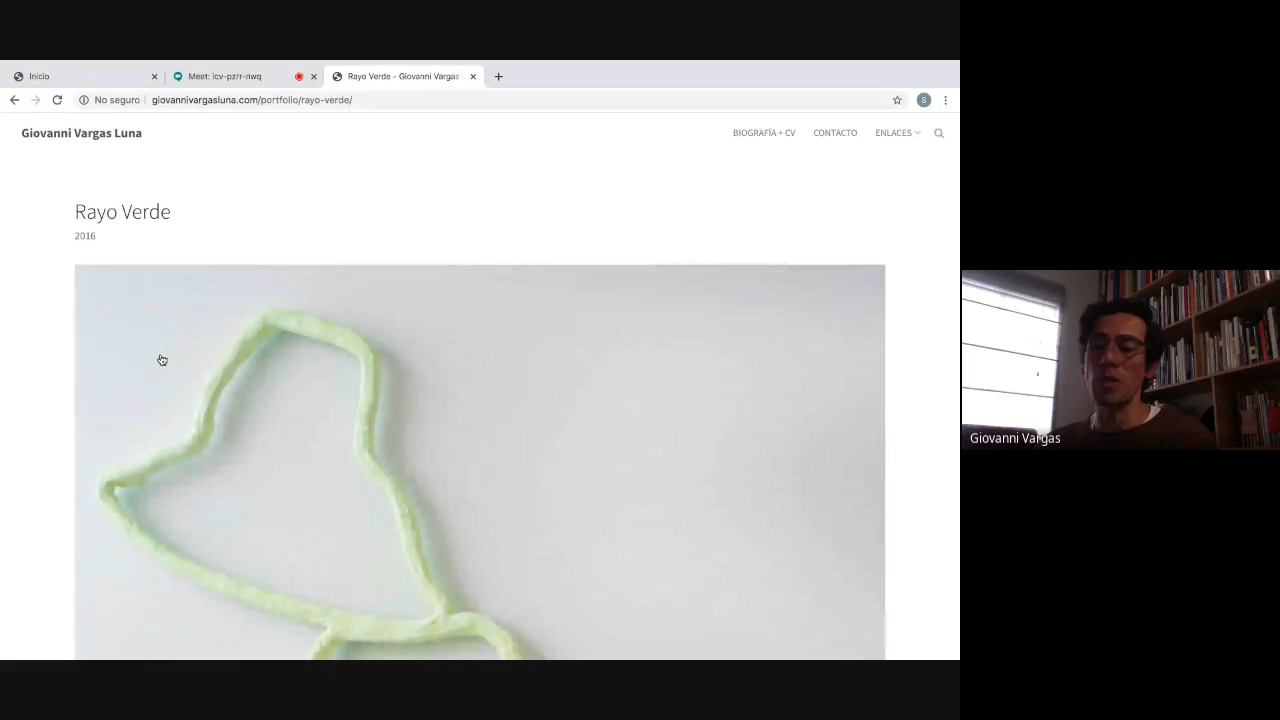 Inicio
Meet: icv-pzrr-nwq
Rayo Verde - Giovanni Vargas
No seguro
giovannivargasluna.com/portfolio/rayo-verde/
S
Giovanni Vargas Luna
BIOGRAFÍA + CV
CONTACTO
ENLACES
Rayo Verde
2016
Giovanni Vargas